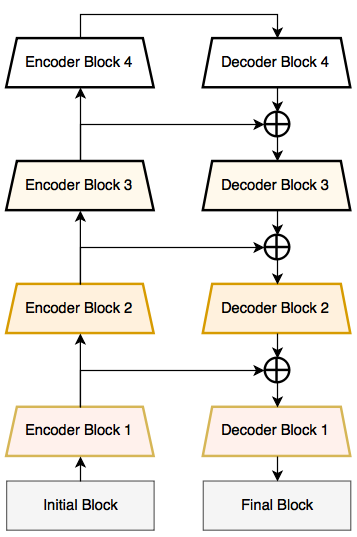 Encoder Block 4
Decoder Block 4
Encoder Block 3
Decoder Block 3
Encoder Block 2
Decoder Block 2
Encoder Block 1
Decoder Block 1
Initial Block
Final Block